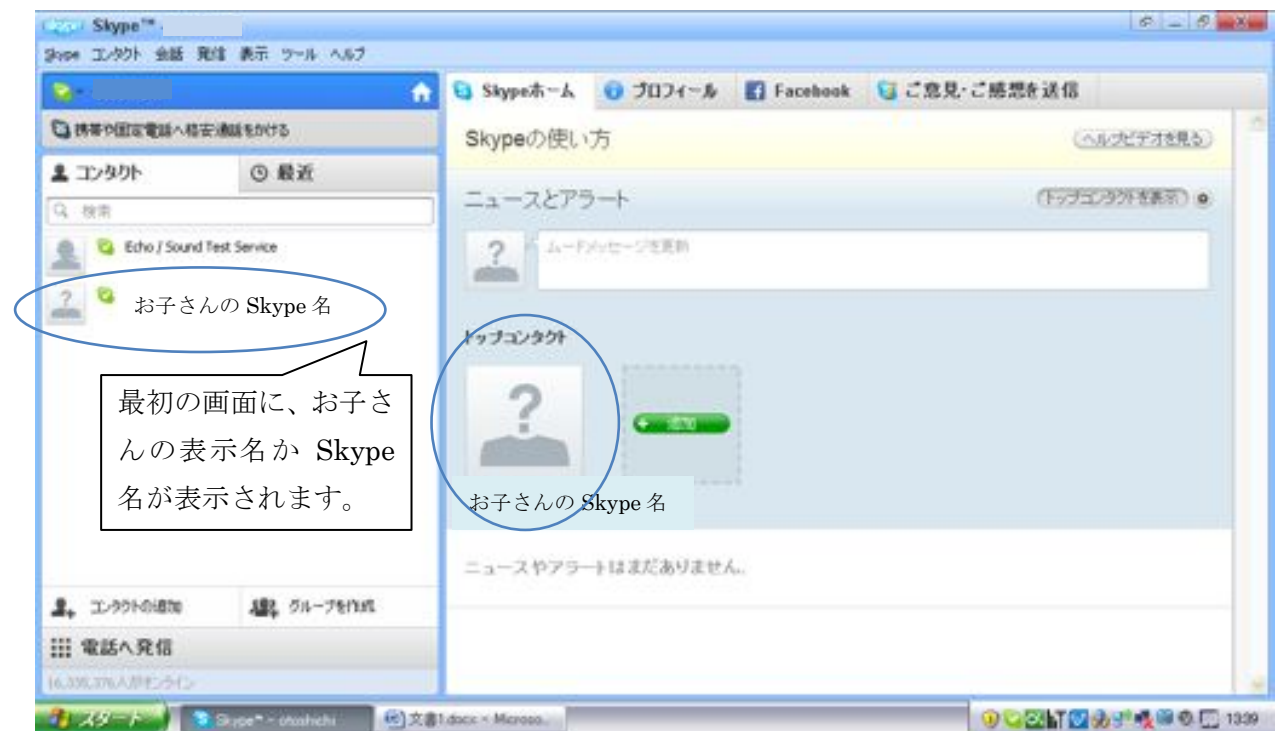 Skype™ -
Skype コンタクト 会話 発信 表示 ツール ヘルプ
携帯や固定電話へ格安通話をかける
コンタクト 最近
検索
Echo / Sound Test Service
お子さんの Skype 名
最初の画面に、お子さ
んの表示名か Skype
名が表示されます。
コンタクトの追加 グループを作成
電話へ発信
人がオンライン
Skypeホーム プロフィール Facebook ご意見・ご感想を送信
Skypeの使い方 ヘルプビデオを見る
ニュースとアラート トップコンタクトを表示
ムードメッセージを更新
トップコンタクト
追加
お子さんの Skype 名
ニュースやアラートはまだありません。
スタート Skype™ - otoshichi 文書1.docx - Microso... 13:39